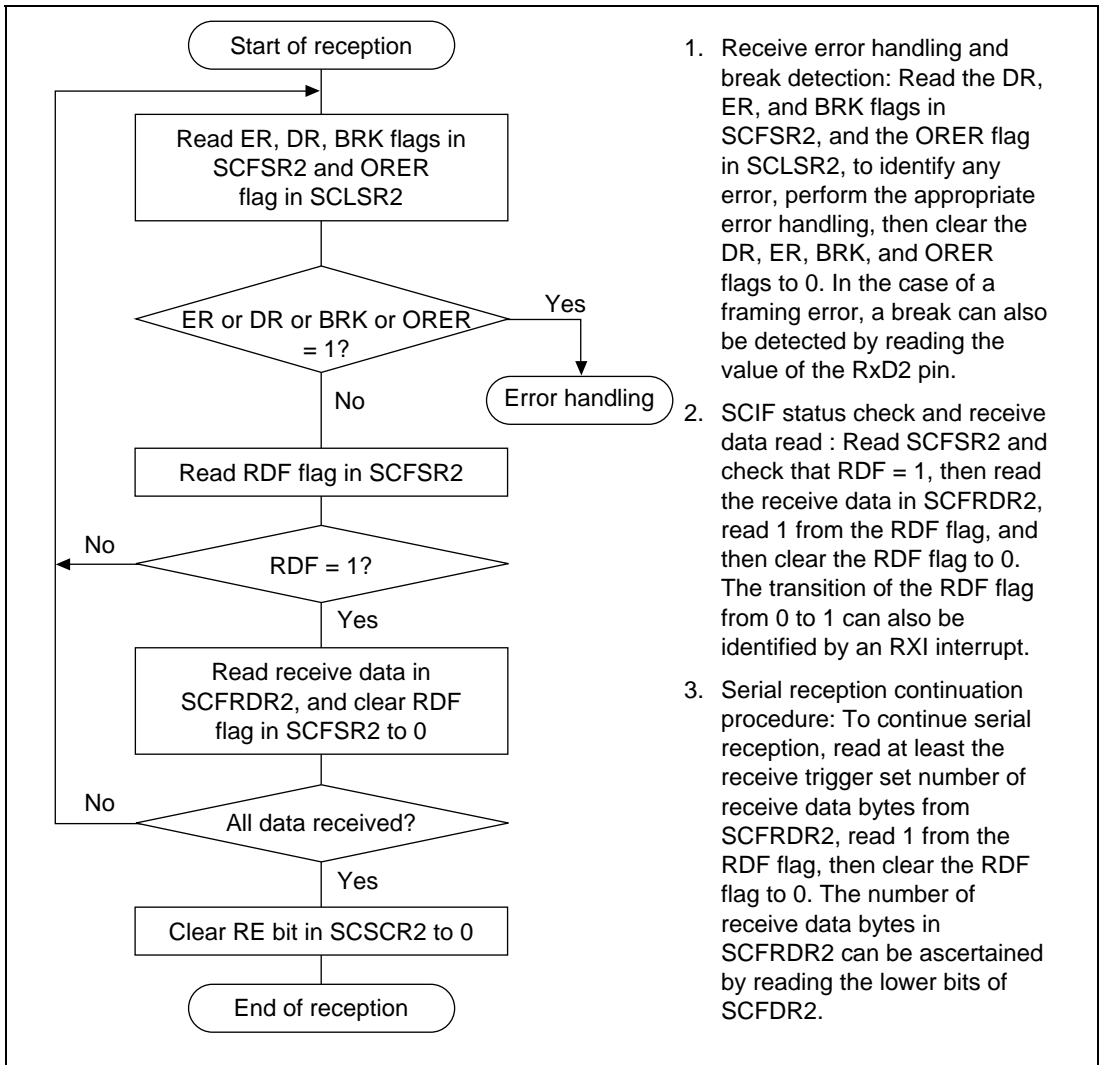 Start of reception
Read ER, DR, BRK flags in
SCFSR2 and ORER
flag in SCLSR2
ER or DR or BRK or ORER
= 1?
Yes
Error handling
No
Read RDF flag in SCFSR2
RDF = 1?
No
Yes
Read receive data in
SCFRDR2, and clear RDF
flag in SCFSR2 to 0
All data received?
No
Yes
Clear RE bit in SCSCR2 to 0
End of reception
1. Receive error handling and
break detection: Read the DR,
ER, and BRK flags in
SCFSR2, and the ORER flag
in SCLSR2, to identify any
error, perform the appropriate
error handling, then clear the
DR, ER, BRK, and ORER
flags to 0. In the case of a
framing error, a break can also
be detected by reading the
value of the RxD2 pin.
2. SCIF status check and receive
data read : Read SCFSR2 and
check that RDF = 1, then read
the receive data in SCFRDR2,
read 1 from the RDF flag, and
then clear the RDF flag to 0.
The transition of the RDF flag
from 0 to 1 can also be
identified by an RXI interrupt.
3. Serial reception continuation
procedure: To continue serial
reception, read at least the
receive trigger set number of
receive data bytes from
SCFRDR2, read 1 from the
RDF flag, then clear the RDF
flag to 0. The number of
receive data bytes in
SCFRDR2 can be ascertained
by reading the lower bits of
SCFDR2.